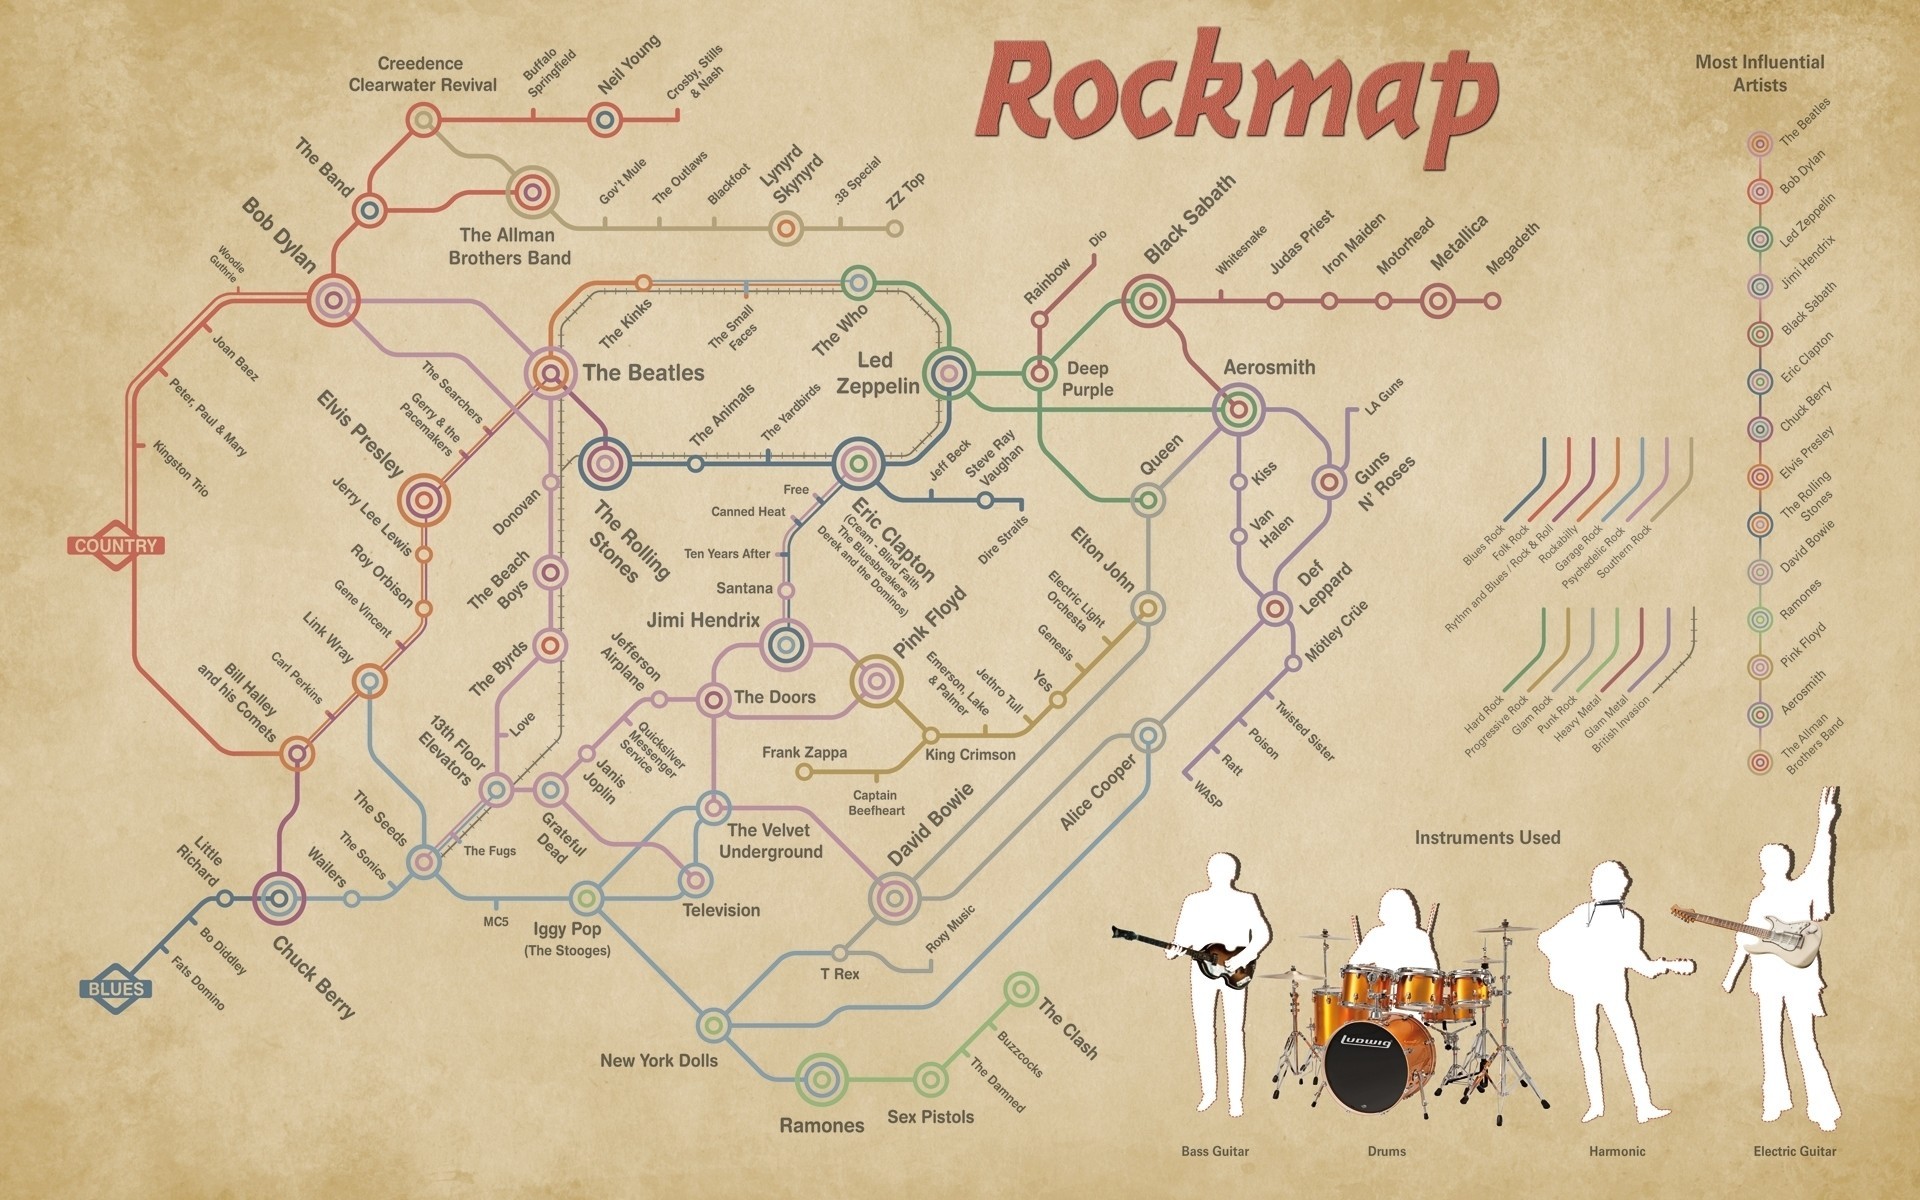 Rockmap
Creedence
Clearwater Revival
Buffalo
Springfield
Neil Young
Crosby, Stills
& Nash
The Band
The Allman
Brothers Band
Gov't Mule
The Outlaws
Blackfoot
Lynyrd
Skynyrd
.38 Special
ZZ Top
Bob Dylan
Woodie
Guthrie
Joan Baez
Peter, Paul & Mary
Kingston Trio
COUNTRY
The Kinks
The Small
Faces
The Who
The Beatles
Led
Zeppelin
The Searchers
Gerry & the
Pacemakers
Elvis Presley
Jerry Lee Lewis
Roy Orbison
Gene Vincent
Link Wray
Carl Perkins
Bill Halley
and his Comets
The Animals
The Yardbirds
The Rolling
Stones
Donovan
The Beach
Boys
The Byrds
Love
13th Floor
Elevators
Rainbow
Dio
Deep
Purple
Black Sabath
Whitesnake
Judas Priest
Iron Maiden
Motorhead
Metallica
Megadeth
Aerosmith
LA Guns
Guns
N' Roses
Kiss
Van
Halen
Def
Leppard
Mötley Crüe
Twisted Sister
Poison
Ratt
WASP
Queen
Elton John
Jeff Beck
Steve Ray
Vaughan
Dire Straits
Eric Clapton
(Cream - Blind Faith
The Bluesbreakers
Derek and the Dominos)
Free
Canned Heat
Ten Years After
Santana
Jimi Hendrix
Jefferson
Airplane
The Doors
Pink Floyd
Quicksilver
Messenger
Service
Janis
Joplin
Grateful
Dead
Frank Zappa
Captain
Beefheart
King Crimson
Emerson, Lake
& Palmer
Jethro Tull
Yes
Genesis
Electric Light
Orchesta
The Seeds
The Sonics
The Fugs
Wailers
Little
Richard
Bo Diddley
Fats Domino
BLUES
Chuck Berry
MC5
Iggy Pop
(The Stooges)
The Velvet
Underground
Television
David Bowie
Alice Cooper
T Rex
Roxy Music
New York Dolls
Ramones
Sex Pistols
The Clash
Buzzcocks
The Damned
Most Influential
Artists
The Beatles
Bob Dylan
Led Zeppelin
Jimi Hendrix
Black Sabath
Eric Clapton
Chuck Berry
Elvis Presley
The Rolling
Stones
David Bowie
Ramones
Pink Floyd
Aerosmith
The Allman
Brothers Band
Blues Rock
Folk Rock
Rythm and Blues / Rock & Roll
Rockabilly
Garage Rock
Psychedelic Rock
Southern Rock
Hard Rock
Progressive Rock
Glam Rock
Punk Rock
Heavy Metal
Glam Metal
British Invasion
Instruments Used
Ludwig
Bass Guitar
Drums
Harmonic
Electric Guitar